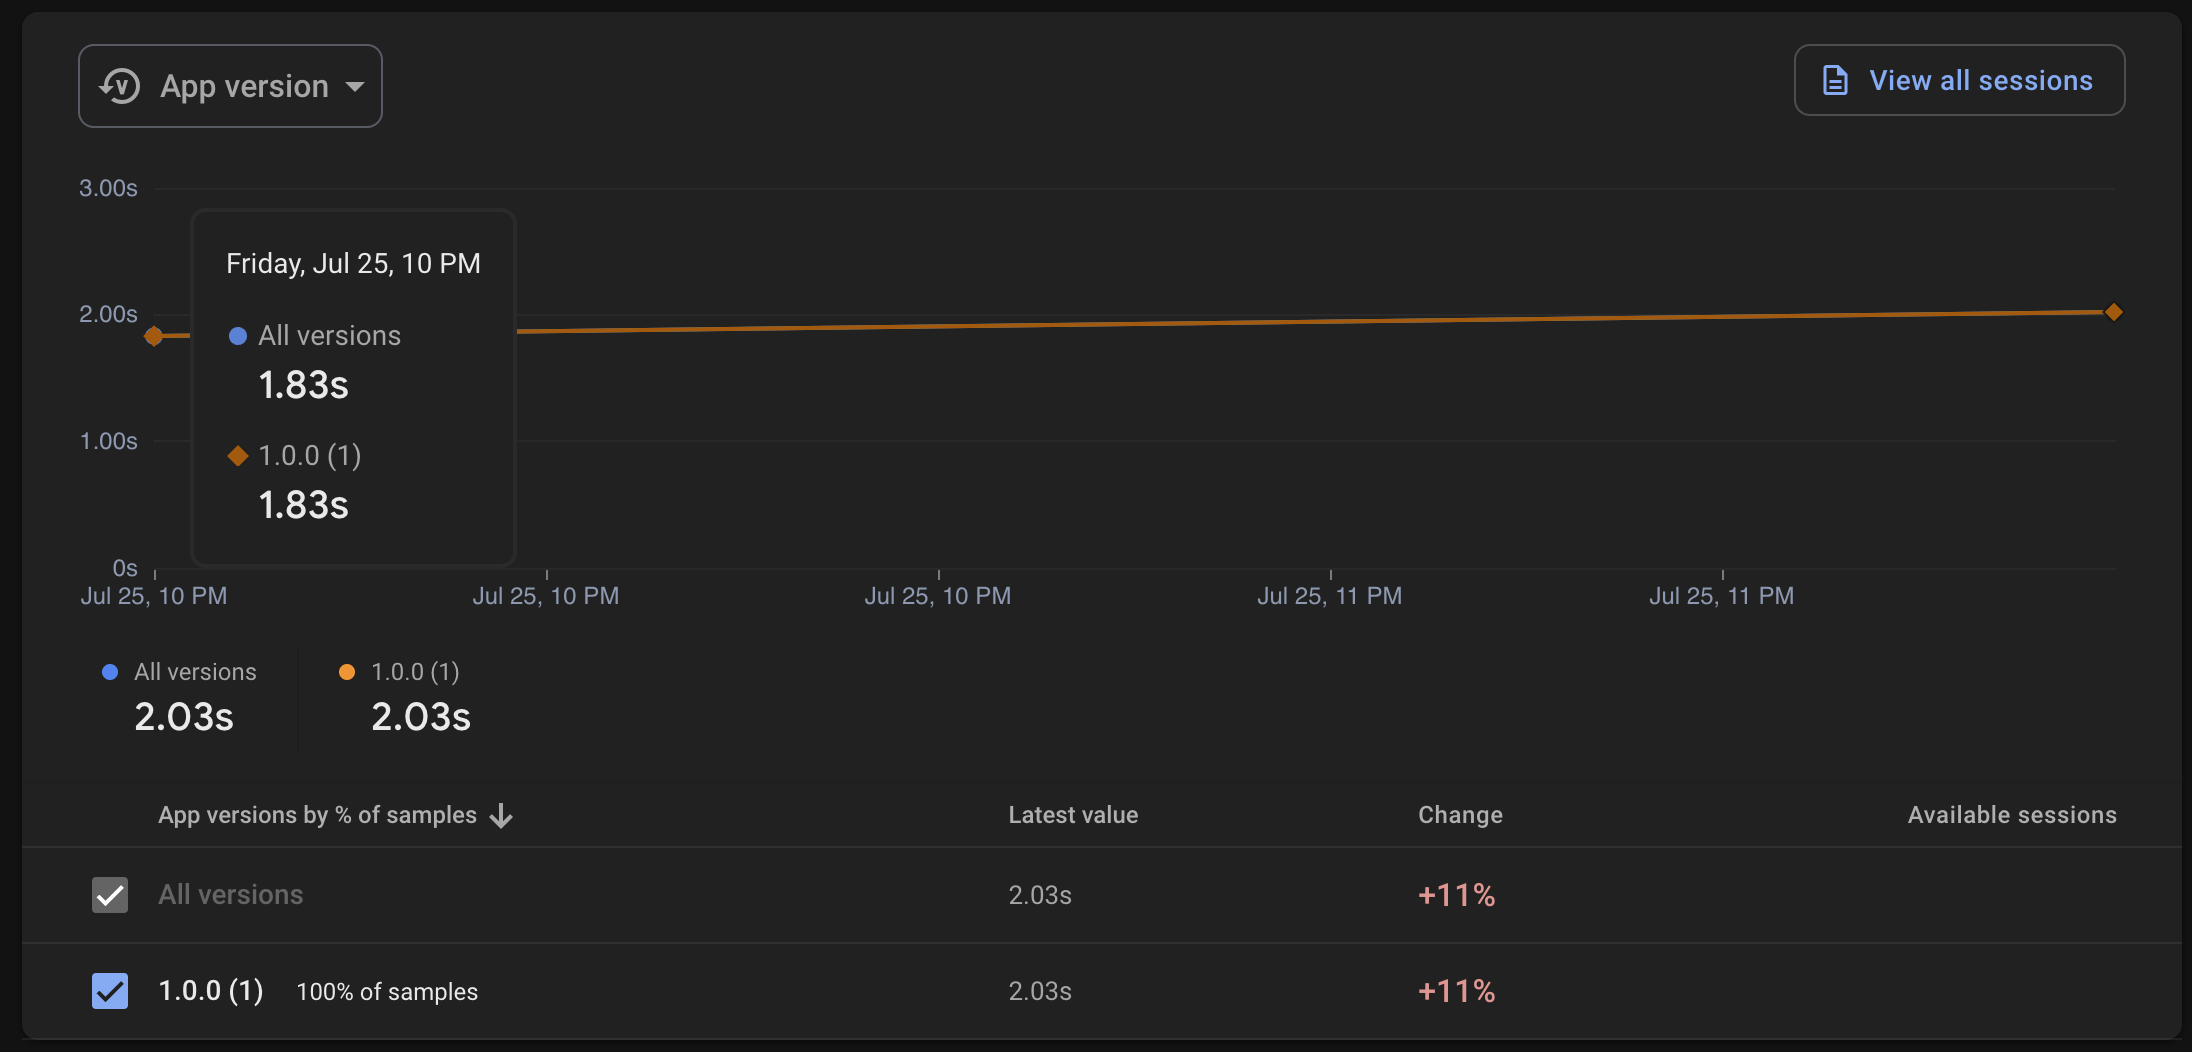 App version
View all sessions
3.00s
2.00s
1.00s
0s
Friday, Jul 25, 10 PM
All versions
1.83s
1.0.0 (1)
1.83s
Jul 25, 10 PM
Jul 25, 10 PM
Jul 25, 10 PM
Jul 25, 11 PM
Jul 25, 11 PM
All versions
2.03s
1.0.0 (1)
2.03s
App versions by % of samples
Latest value
Change
Available sessions
All versions
2.03s
+11%
1.0.0 (1)
100% of samples
2.03s
+11%